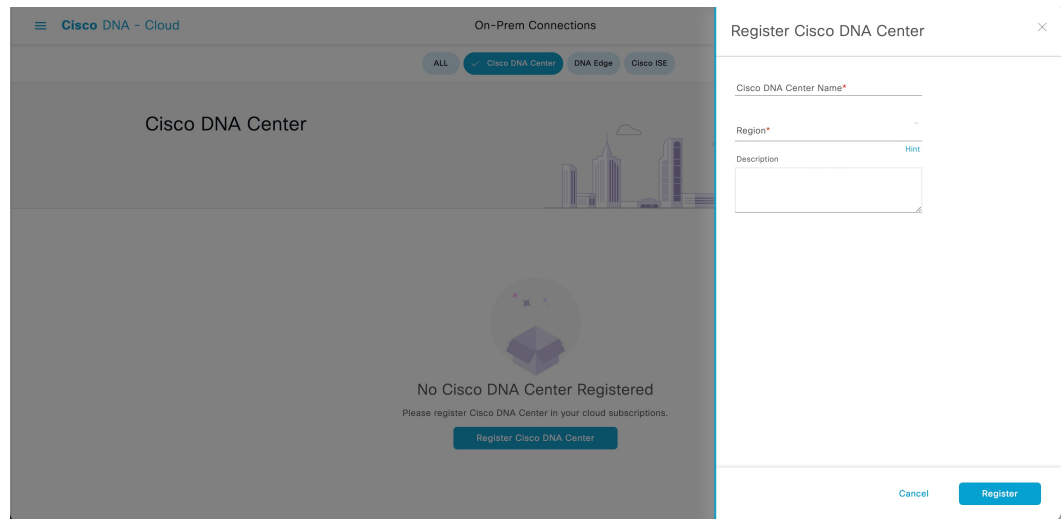 Cisco DNA - Cloud
On-Prem Connections
ALL
Cisco DNA Center
DNA Edge
Cisco ISE
Cisco DNA Center
No Cisco DNA Center Registered
Please register Cisco DNA Center in your cloud subscriptions.
Register Cisco DNA Center
Register Cisco DNA Center
Cisco DNA Center Name*
Region*
Hint
Description
Cancel
Register